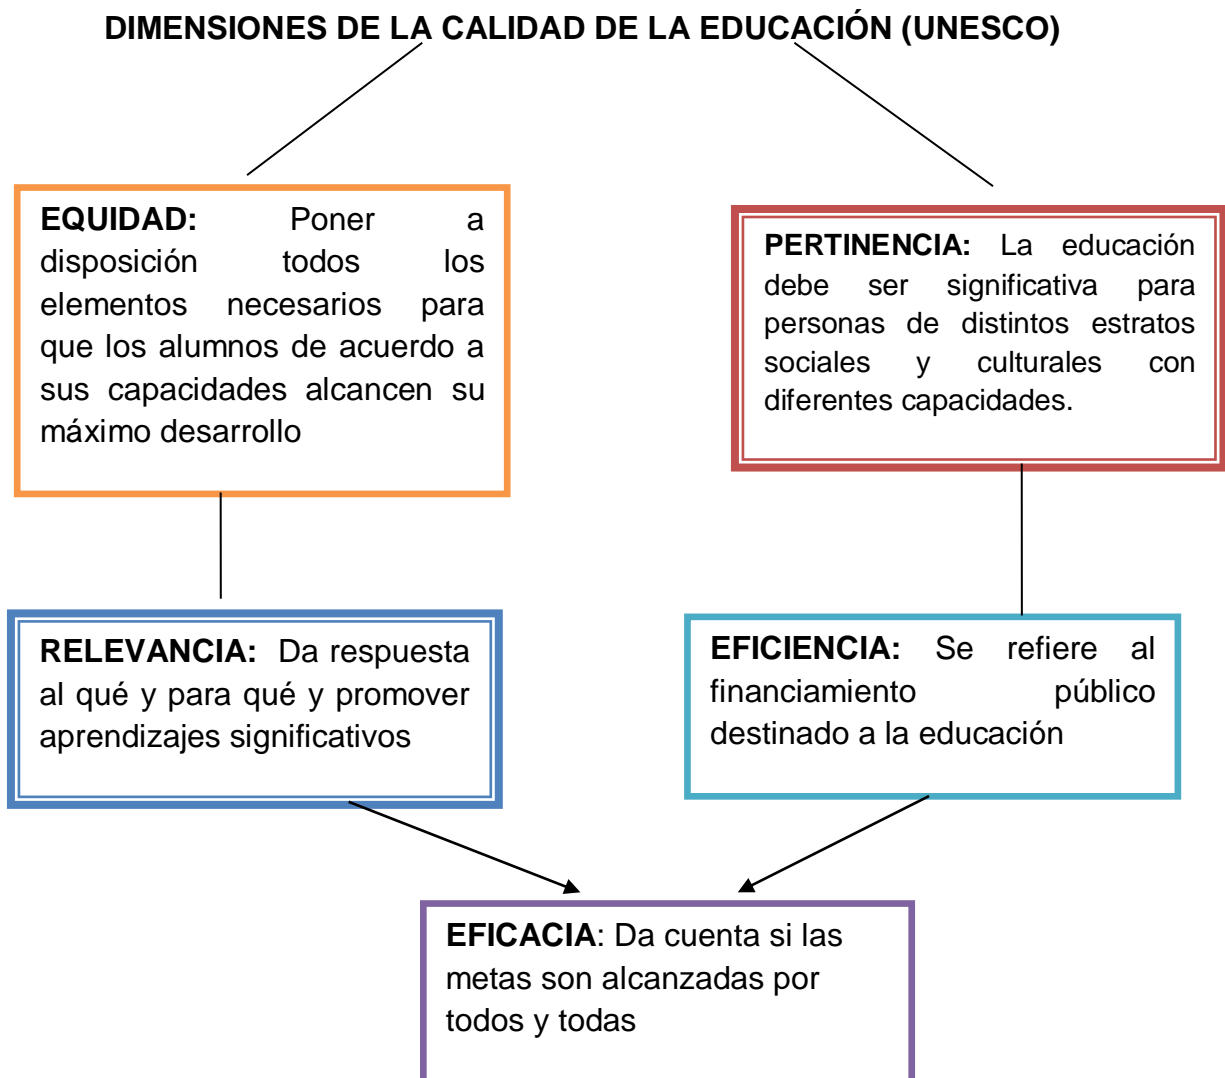 DIMENSIONES DE LA CALIDAD DE LA EDUCACIÓN (UNESCO)
EQUIDAD: Poner a
disposición todos los
elementos necesarios para
que los alumnos de acuerdo a
sus capacidades alcancen su
máximo desarrollo
PERTINENCIA: La educación
debe ser significativa para
personas de distintos estratos
sociales y culturales con
diferentes capacidades.
RELEVANCIA: Da respuesta
al qué y para qué y promover
aprendizajes significativos
EFICIENCIA: Se refiere al
financiamiento público
destinado a la educación
EFICACIA: Da cuenta si las
metas son alcanzadas por
todos y todas